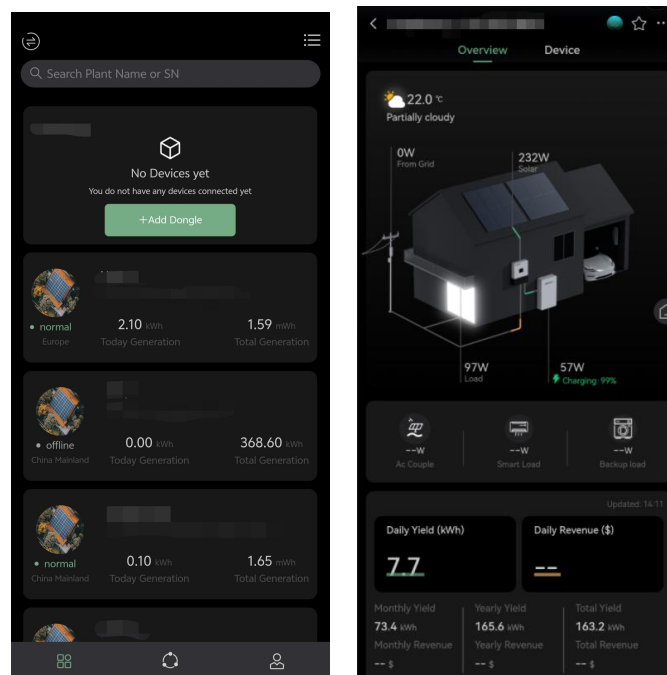 Search Plant Name or SN
No Devices yet
You do not have any devices connected yet
+Add Dongle
normal
Europe
2.10 kWh
Today Generation
1.59 mWh
Total Generation
offline
China Mainland
0.00 kWh
Today Generation
368.60 kWh
Total Generation
normal
China Mainland
0.10 kWh
Today Generation
1.65 mWh
Total Generation
Overview Device
22.0 °C
Partially cloudy
0W
From Grid
232W
Solar
97W
Load
57W
Charging: 99%
--W
Ac Couple
--W
Smart Load
--W
Backup load
Updated: 14:11
Daily Yield (kWh)
7.7
Daily Revenue ($)
--
Monthly Yield Yearly Yield Total Yield
73.4 kWh 165.6 kWh 163.2 kWh
Monthly Revenue Yearly Revenue Total Revenue
-- $ -- $ -- $